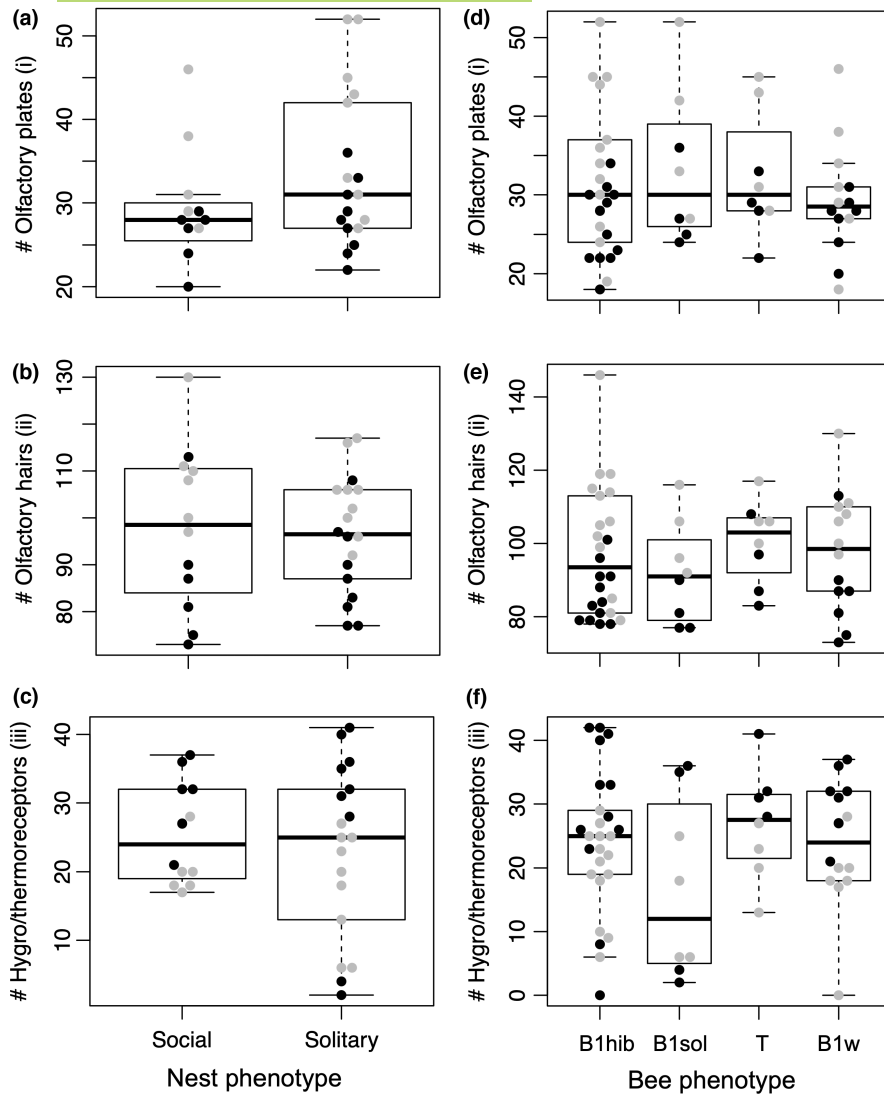 (a)
# Olfactory plates (i)
50
40
30
20
(d)
# Olfactory plates (i)
50
40
30
20
(b)
# Olfactory hairs (ii)
130
110
90
80
(e)
# Olfactory hairs (ii)
140
120
100
80
(c)
# Hygro/thermoreceptors (iii)
40
30
20
10
Social
Solitary
Nest phenotype
(f)
# Hygro/thermoreceptors (iii)
40
30
20
10
0
B1hib
B1sol
T
B1w
Bee phenotype